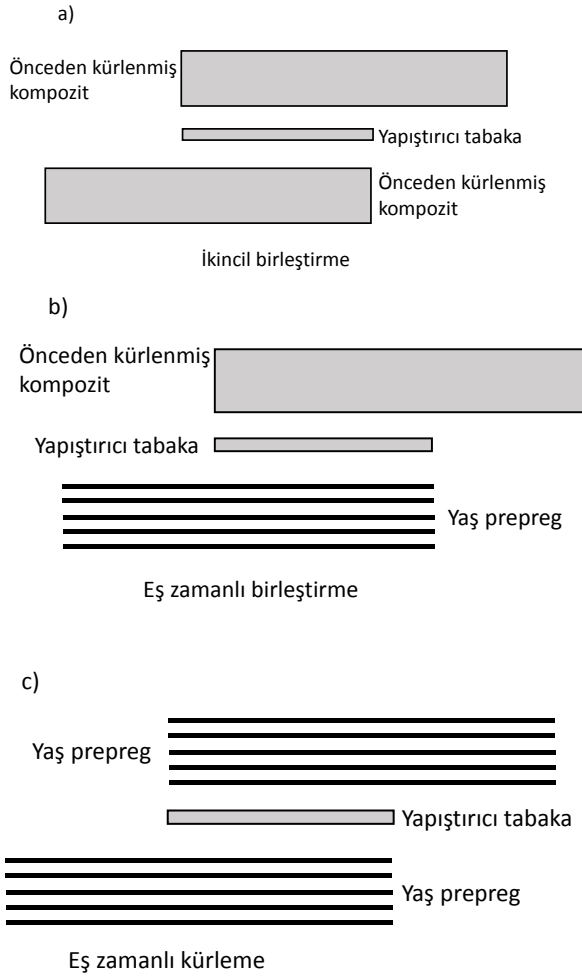 a)
Önceden kürlenmiş
kompozit
Yapıştırıcı tabaka
Önceden kürlenmiş
kompozit
İkincil birleştirme
b)
Önceden kürlenmiş
kompozit
Yapıştırıcı tabaka
Yaş prepreg
Eş zamanlı birleştirme
c)
Yaş prepreg
Yapıştırıcı tabaka
Yaş prepreg
Eş zamanlı kürleme